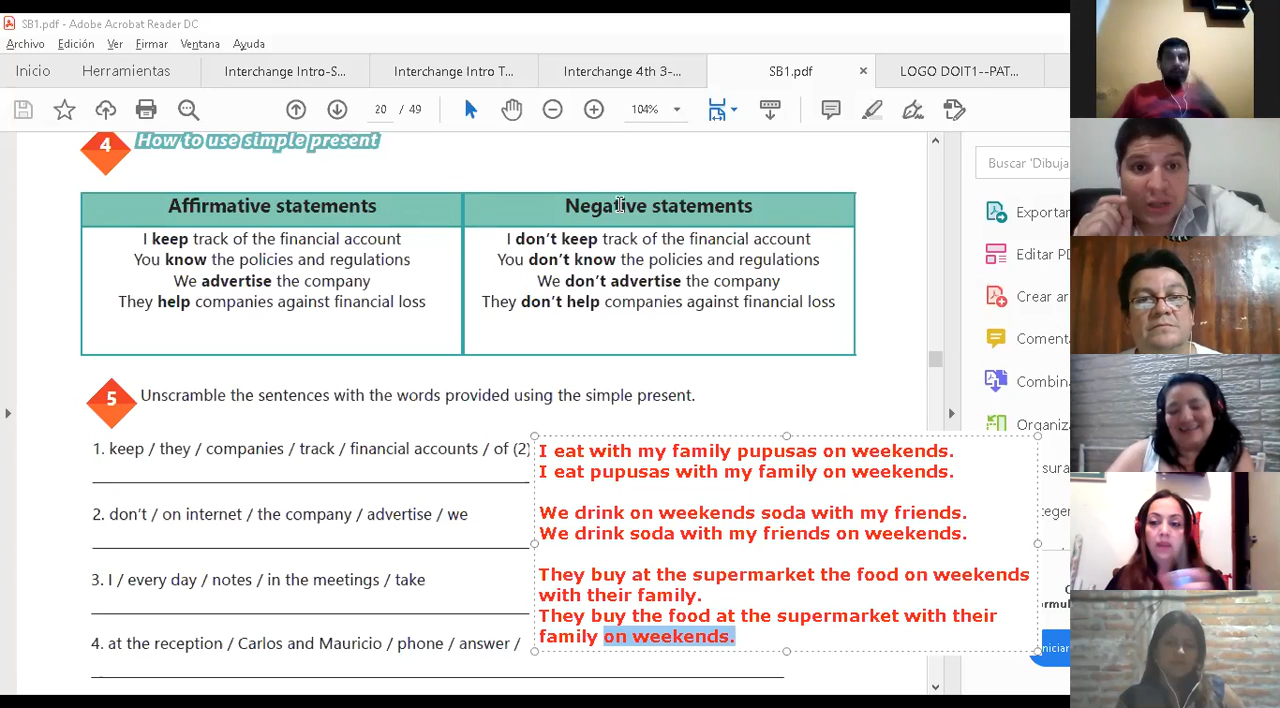 SB1.pdf - Adobe Acrobat Reader DC
Archivo Edición Ver Firmar Ventana Ayuda
Inicio Herramientas Interchange Intro-S... Interchange Intro T... Interchange 4th 3-... SB1.pdf LOGO DOIT1--PAT...
20 / 49 104%
4 How to use simple present
Buscar 'Dibuja
Affirmative statements Negative statements
I keep track of the financial account
You know the policies and regulations
We advertise the company
They help companies against financial loss
I don't keep track of the financial account
You don't know the policies and regulations
We don't advertise the company
They don't help companies against financial loss
Exportar
Editar PD
Crear ar
Comenta
Combin
Organiz
5 Unscramble the sentences with the words provided using the simple present.
1. keep / they / companies / track / financial accounts / of (2)
2. don't / on internet / the company / advertise / we
3. I / every day / notes / in the meetings / take
4. at the reception / Carlos and Mauricio / phone / answer /
I eat with my family pupusas on weekends.
I eat pupusas with my family on weekends.
We drink on weekends soda with my friends.
We drink soda with my friends on weekends.
They buy at the supermarket the food on weekends
with their family.
They buy the food at the supermarket with their
family on weekends.
Iniciar